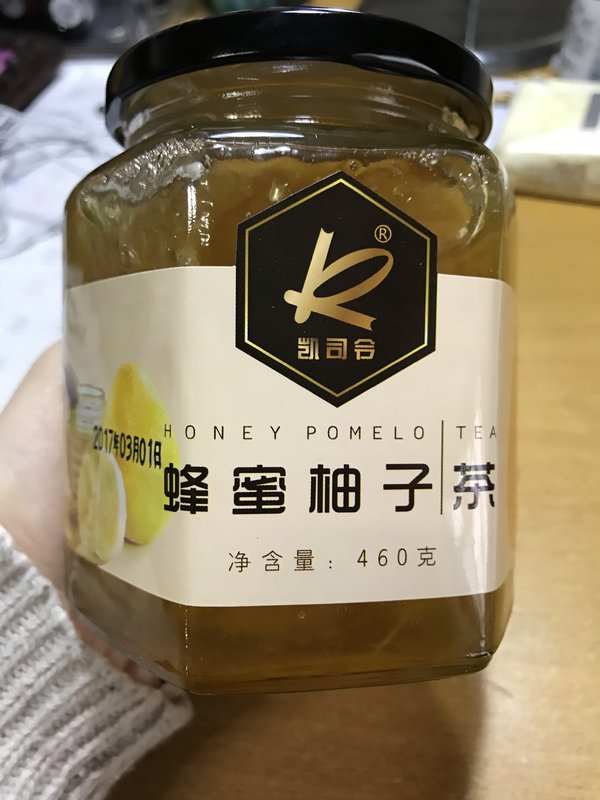 ®
凯司令
HONEY POMELO TEA
2017年03月01日
蜂蜜柚子茶
净含量：460克